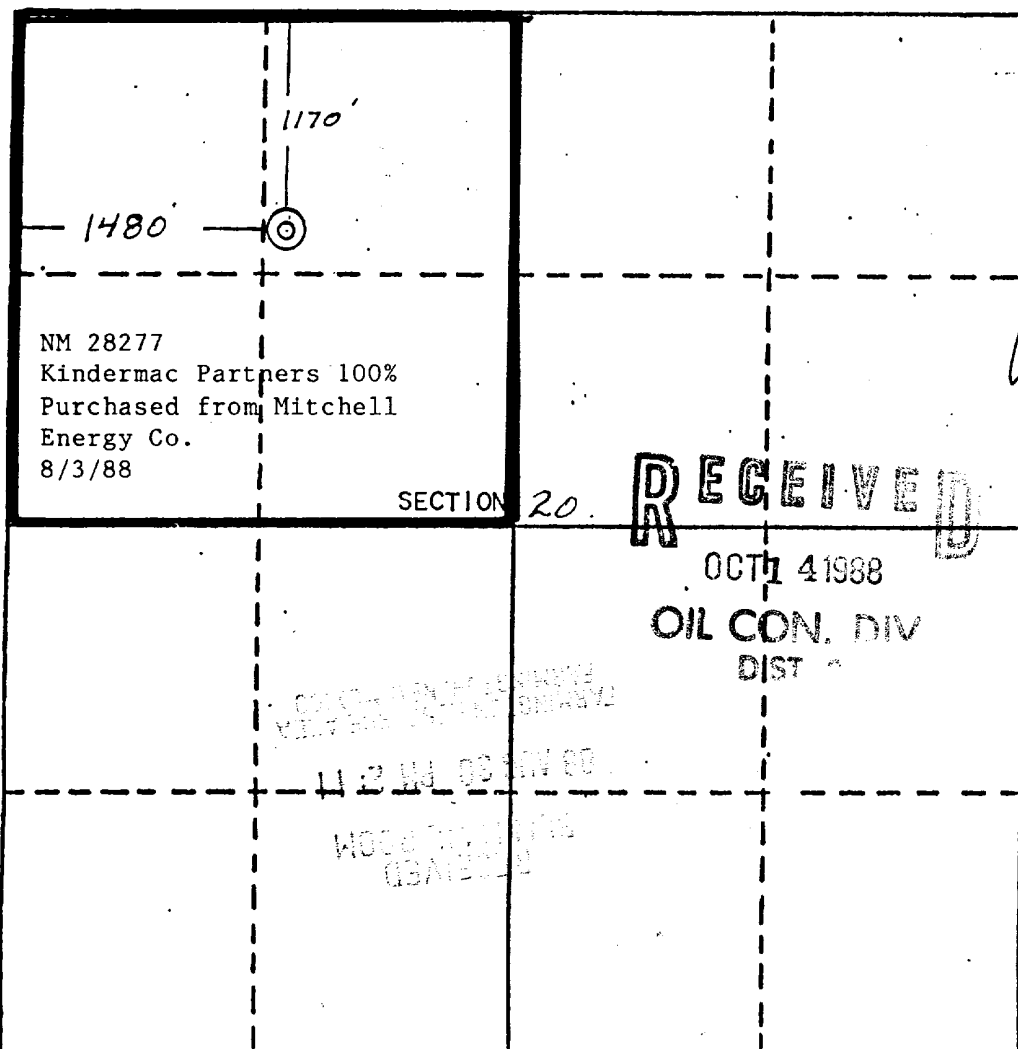 1170'
1480'
NM 28277
Kindermac Partners 100%
Purchased from Mitchell
Energy Co.
8/3/88
SECTION 20.
RECEIVED
OCT 1 4 1988
OIL CON. DIV
DIST
RECEIVED